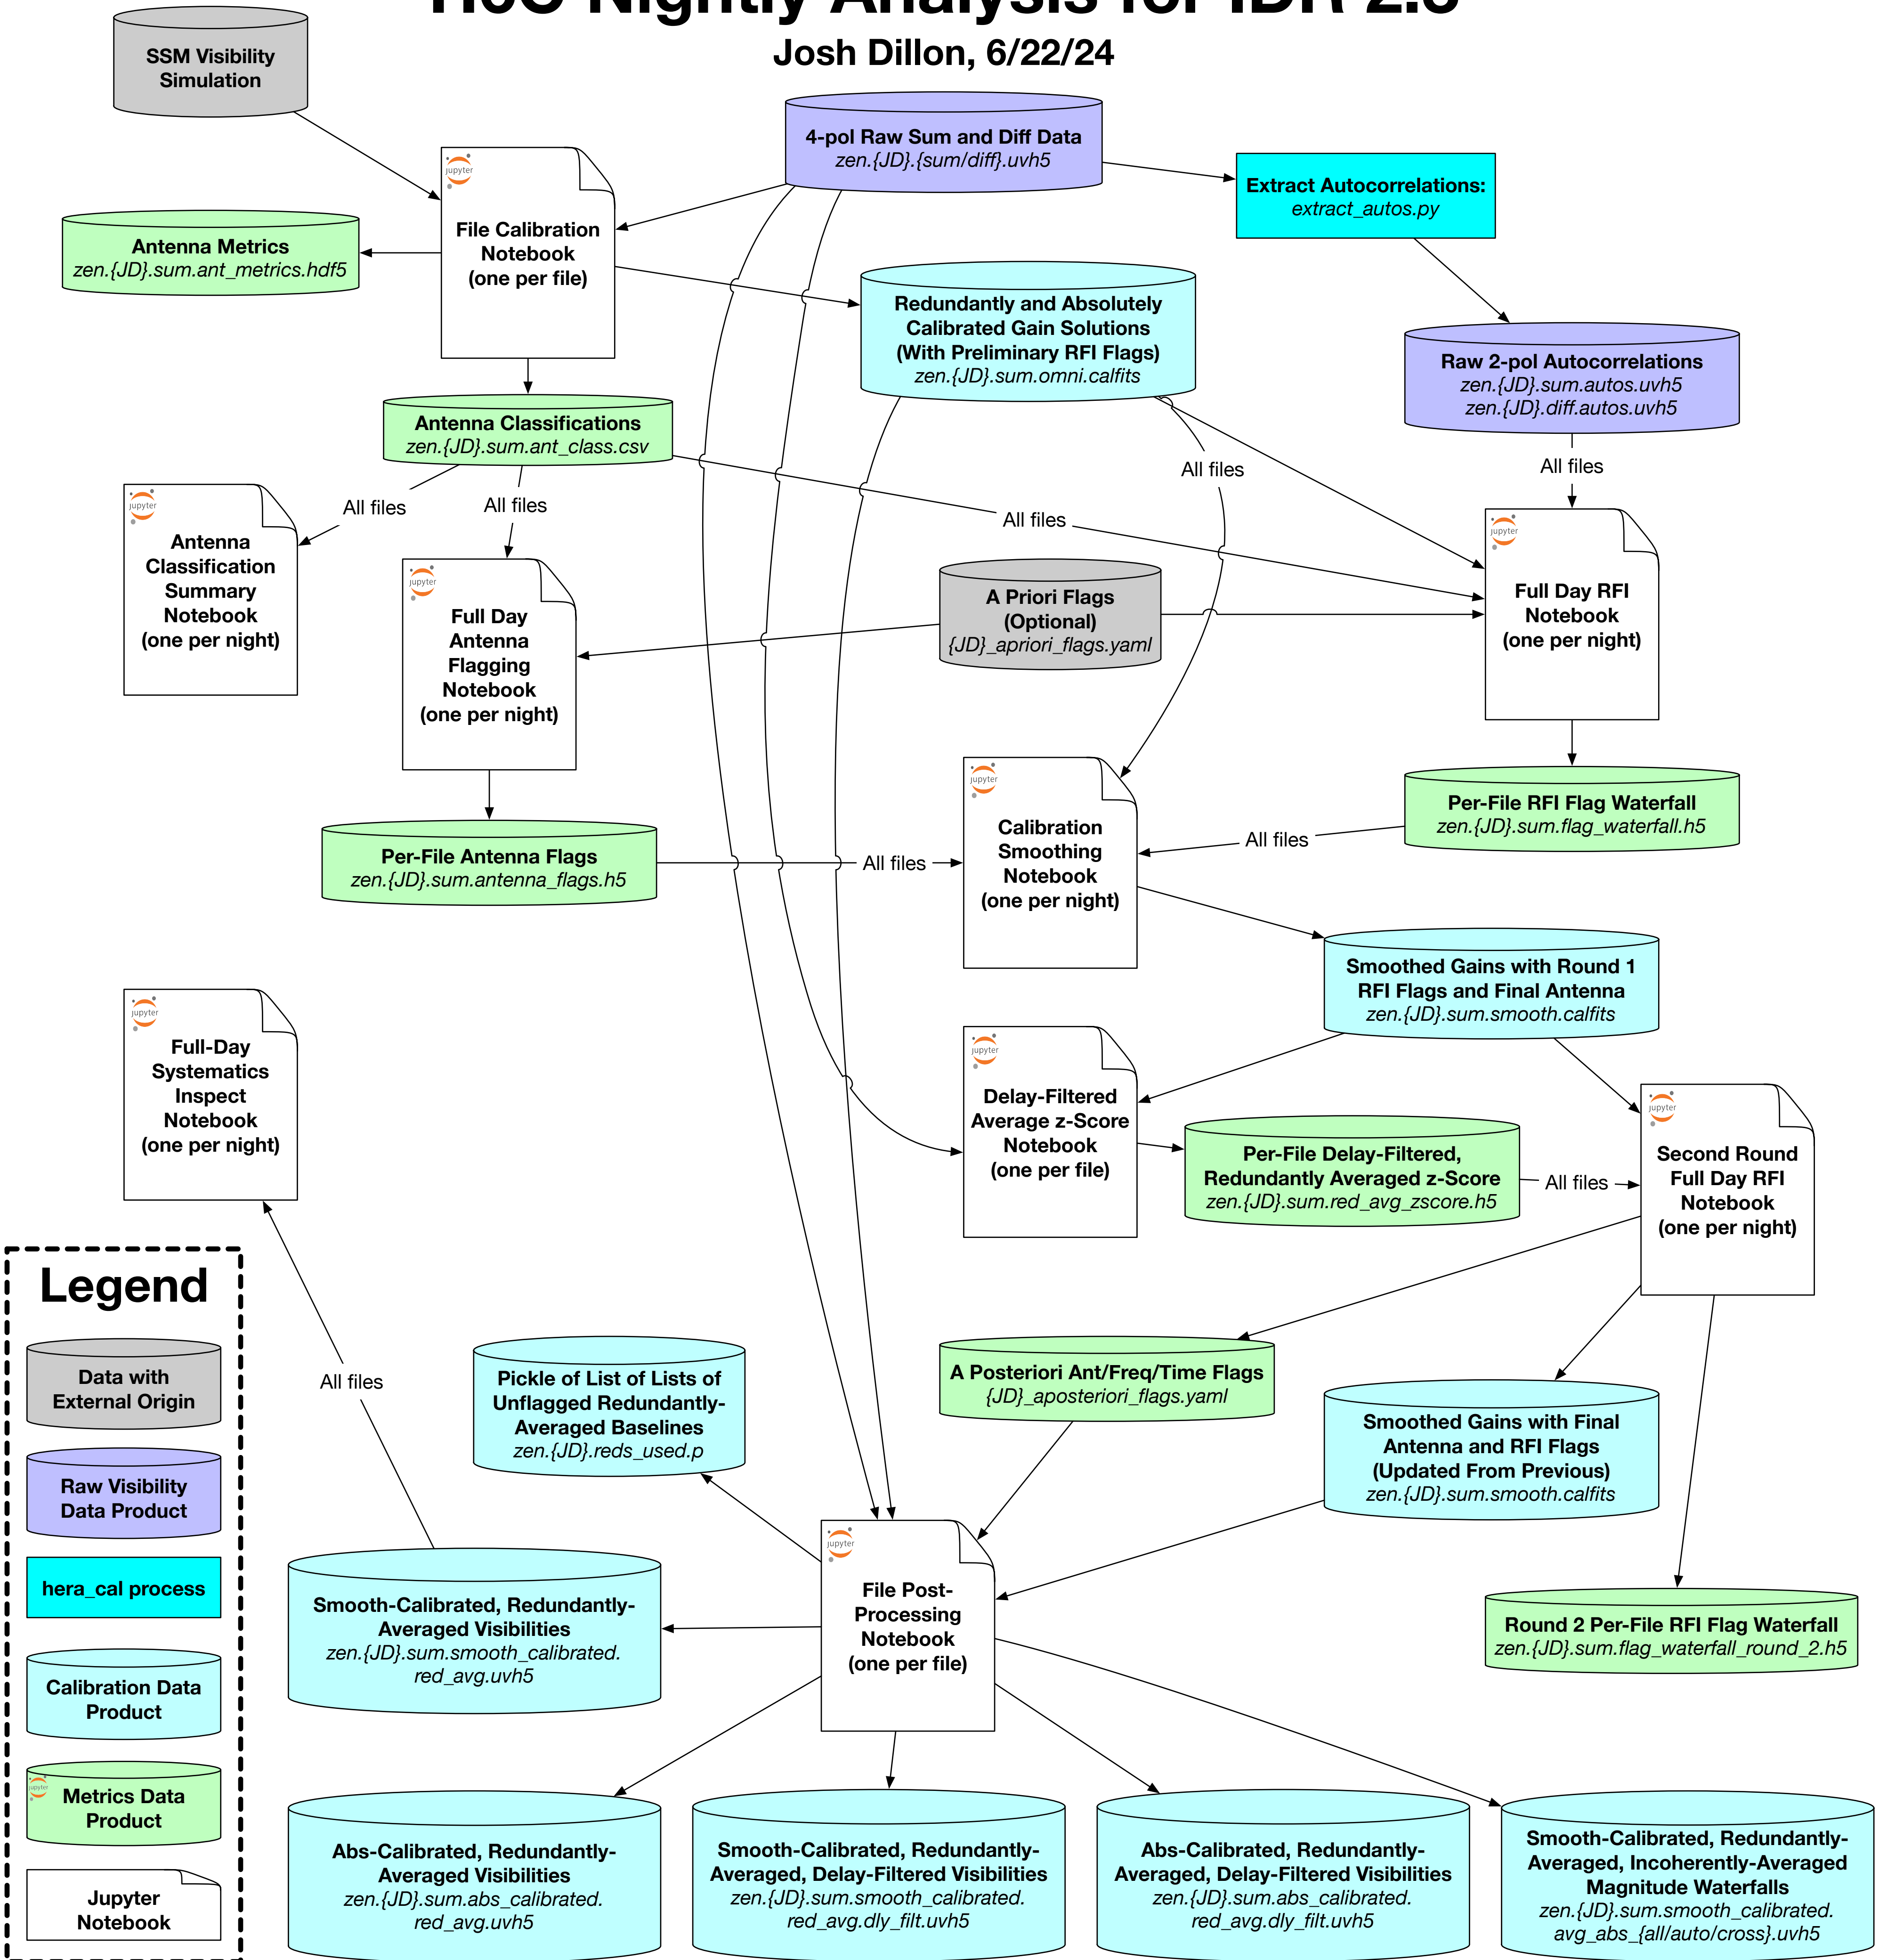 H6C Nightly Analysis for IDR 2.3
Josh Dillon, 6/22/24
SSM Visibility
Simulation
4-pol Raw Sum and Diff Data
zen.{JD}.{sum/diff}.uvh5
jupyter
File Calibration
Notebook
(one per file)
Extract Autocorrelations:
extract_autos.py
Antenna Metrics
zen.{JD}.sum.ant_metrics.hdf5
Redundantly and Absolutely
Calibrated Gain Solutions
(With Preliminary RFI Flags)
zen.{JD}.sum.omni.calfits
Raw 2-pol Autocorrelations
zen.{JD}.sum.autos.uvh5
zen.{JD}.diff.autos.uvh5
Antenna Classifications
zen.{JD}.sum.ant_class.csv
All files
All files
All files
All files
All files
jupyter
Antenna
Classification
Summary
Notebook
(one per night)
jupyter
Full Day
Antenna
Flagging
Notebook
(one per night)
A Priori Flags
(Optional)
{JD}_apriori_flags.yaml
jupyter
Full Day RFI
Notebook
(one per night)
Per-File Antenna Flags
zen.{JD}.sum.antenna_flags.h5
All files
jupyter
Calibration
Smoothing
Notebook
(one per night)
All files
Per-File RFI Flag Waterfall
zen.{JD}.sum.flag_waterfall.h5
Smoothed Gains with Round 1
RFI Flags and Final Antenna
zen.{JD}.sum.smooth.calfits
jupyter
Full-Day
Systematics
Inspect
Notebook
(one per night)
jupyter
Delay-Filtered
Average z-Score
Notebook
(one per file)
Per-File Delay-Filtered,
Redundantly Averaged z-Score
zen.{JD}.sum.red_avg_zscore.h5
All files
jupyter
Second Round
Full Day RFI
Notebook
(one per night)
All files
Pickle of List of Lists of
Unflagged Redundantly-
Averaged Baselines
zen.{JD}.reds_used.p
A Posteriori Ant/Freq/Time Flags
{JD}_aposteriori_flags.yaml
Smoothed Gains with Final
Antenna and RFI Flags
(Updated From Previous)
zen.{JD}.sum.smooth.calfits
Smooth-Calibrated, Redundantly-
Averaged Visibilities
zen.{JD}.sum.smooth_calibrated.
red_avg.uvh5
jupyter
File Post-
Processing
Notebook
(one per file)
Round 2 Per-File RFI Flag Waterfall
zen.{JD}.sum.flag_waterfall_round_2.h5
Abs-Calibrated, Redundantly-
Averaged Visibilities
zen.{JD}.sum.abs_calibrated.
red_avg.uvh5
Smooth-Calibrated, Redundantly-
Averaged, Delay-Filtered Visibilities
zen.{JD}.sum.smooth_calibrated.
red_avg.dly_filt.uvh5
Abs-Calibrated, Redundantly-
Averaged, Delay-Filtered Visibilities
zen.{JD}.sum.abs_calibrated.
red_avg.dly_filt.uvh5
Smooth-Calibrated, Redundantly-
Averaged, Incoherently-Averaged
Magnitude Waterfalls
zen.{JD}.sum.smooth_calibrated.
avg_abs_{all/auto/cross}.uvh5
Legend
Data with
External Origin
Raw Visibility
Data Product
hera_cal process
Calibration Data
Product
jupyter
Metrics Data
Product
Jupyter
Notebook